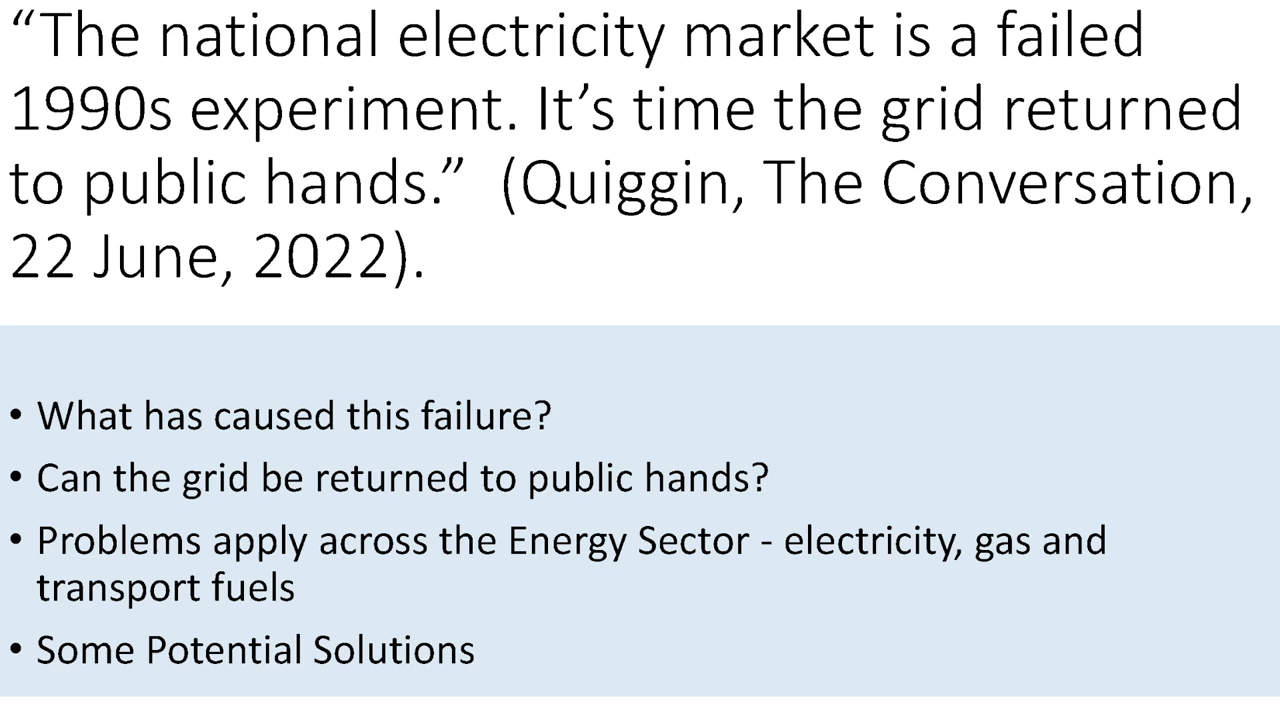 “The national electricity market is a failed
1990s experiment. It’s time the grid returned
to public hands.”  (Quiggin, The Conversation,
22 June, 2022).
• What has caused this failure?
• Can the grid be returned to public hands?
• Problems apply across the Energy Sector - electricity, gas and
transport fuels
• Some Potential Solutions